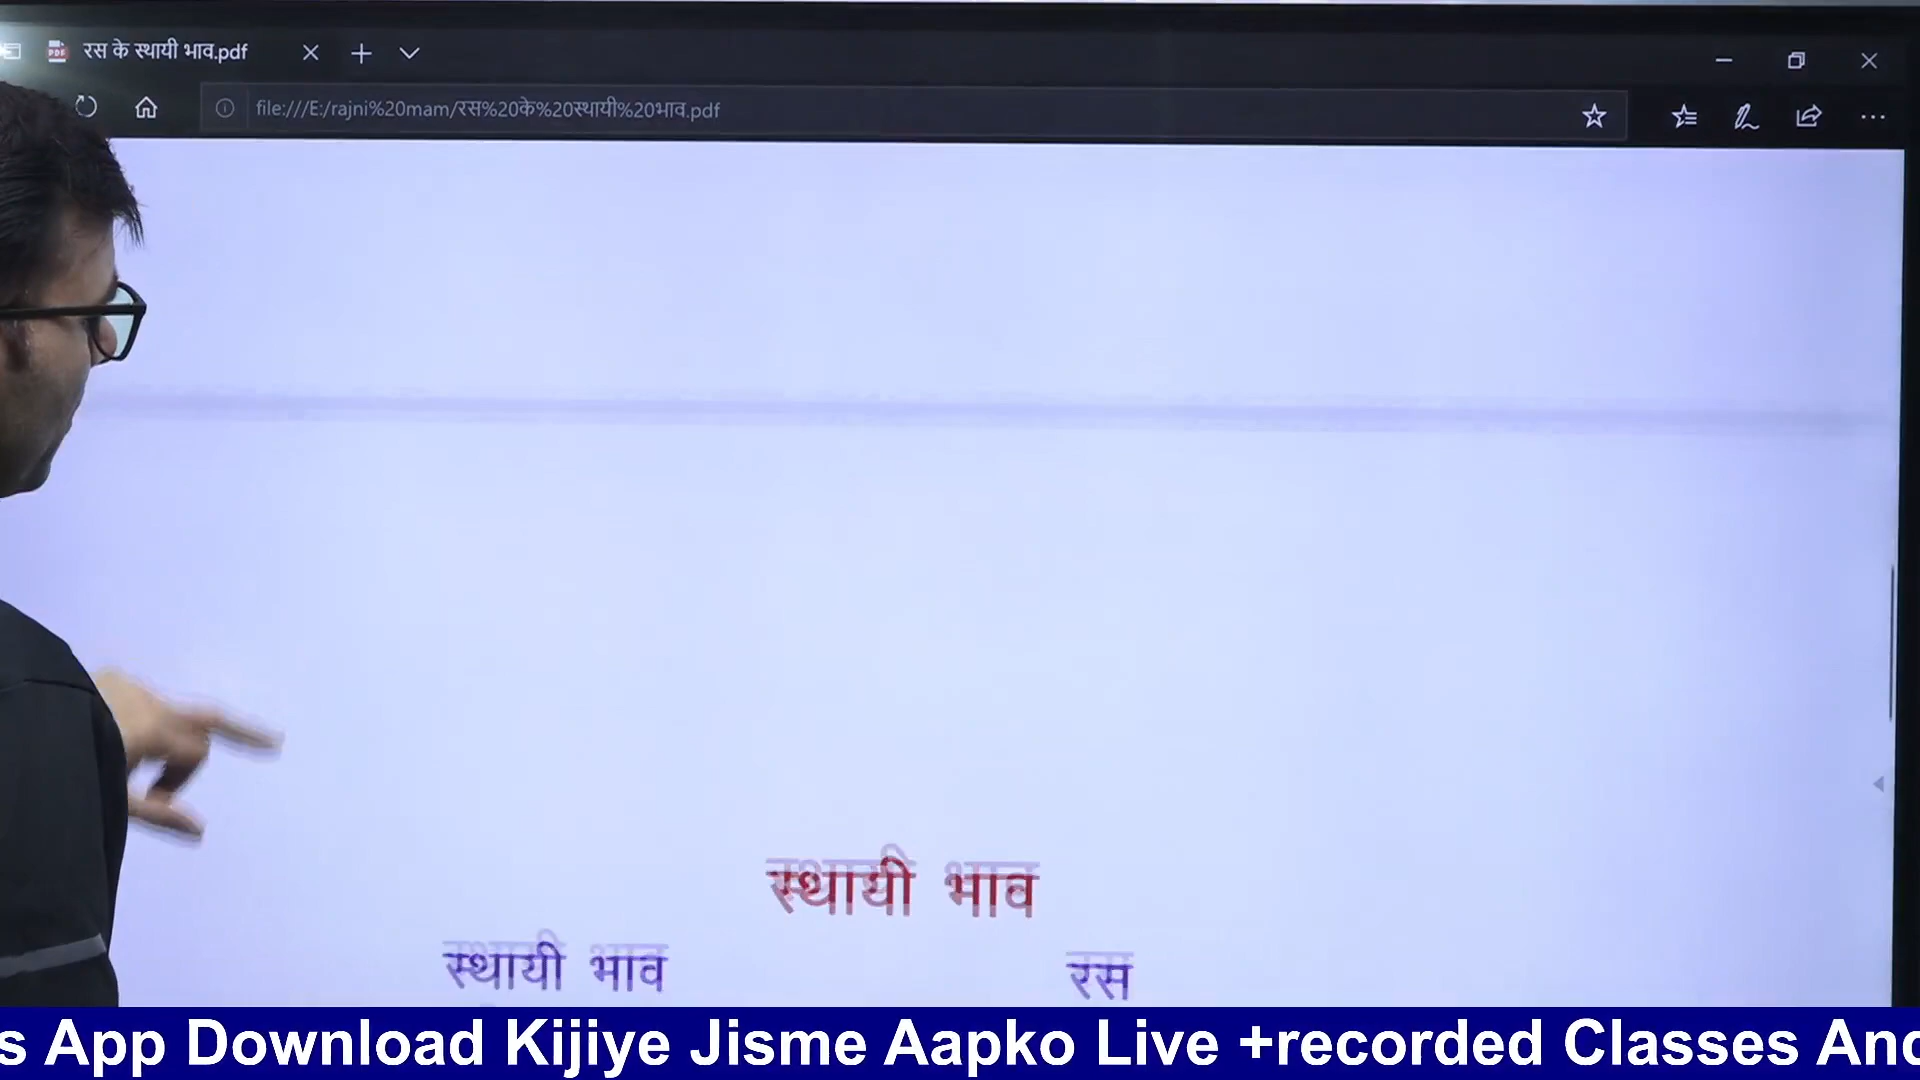 रस के स्थायी भाव.pdf
file:///E:/rajni%20mam/रस%20के%20स्थायी%20भाव.pdf
स्थायी भाव
स्थायी भाव रस
s App Download Kijiye Jisme Aapko Live +recorded Classes And